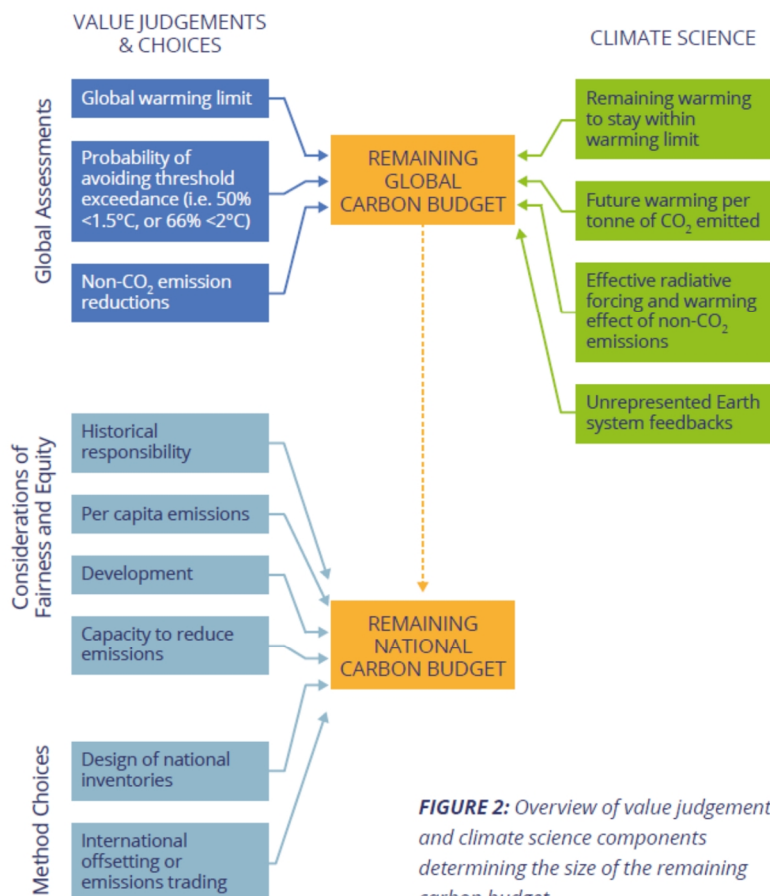 VALUE JUDGEMENTS
& CHOICES
CLIMATE SCIENCE
Global Assessments
Global warming limit
Probability of
avoiding threshold
exceedance (i.e. 50%
<1.5°C, or 66% <2°C)
Non-CO₂ emission
reductions
REMAINING
GLOBAL
CARBON BUDGET
Remaining warming
to stay within
warming limit
Future warming per
tonne of CO₂ emitted
Effective radiative
forcing and warming
effect of non-CO₂
emissions
Unrepresented Earth
system feedbacks
Considerations of
Fairness and Equity
Historical
responsibility
Per capita emissions
Development
Capacity to reduce
emissions
REMAINING
NATIONAL
CARBON BUDGET
Method Choices
Design of national
inventories
International
offsetting or
emissions trading
FIGURE 2: Overview of value judgement
and climate science components
determining the size of the remaining
carbon budget